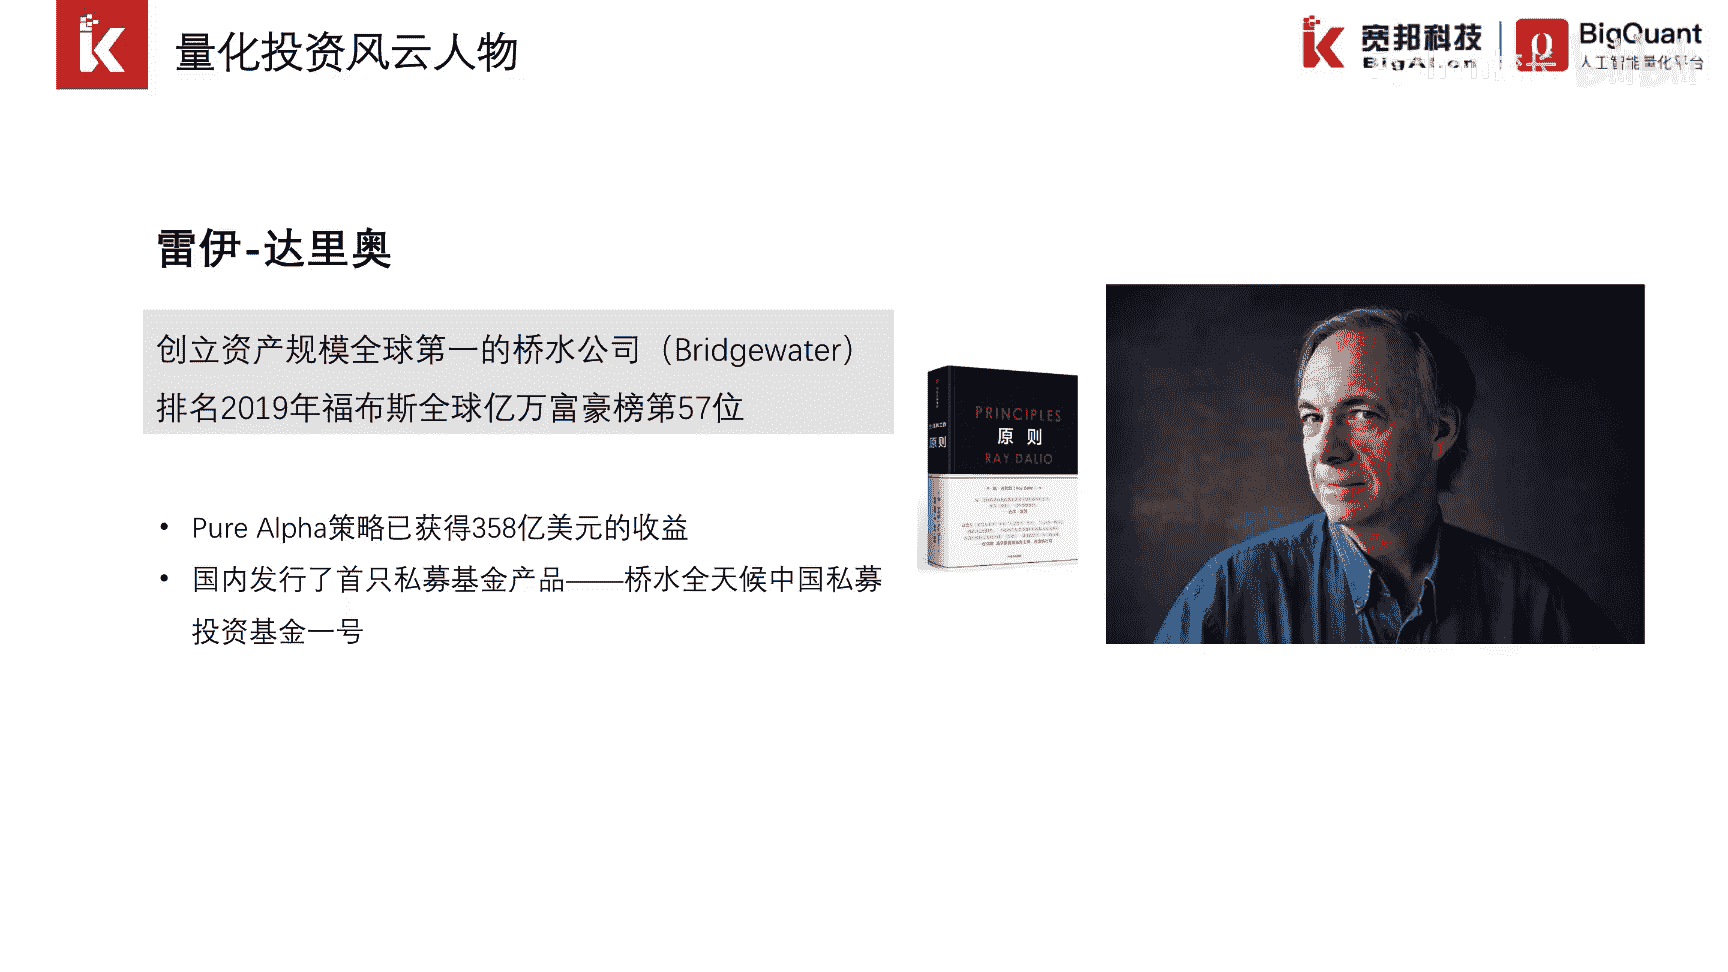 量化投资风云人物
宽邦科技
BigQuant
人工智能量化平台
雷伊-达里奥
创立资产规模全球第一的桥水公司（Bridgewater）
排名2019年福布斯全球亿万富豪榜第57位
• Pure Alpha策略已获得358亿美元的收益
• 国内发行了首只私募基金产品——桥水全天候中国私募
投资基金一号
PRINCIPLES
原则
RAY DALIO
原则